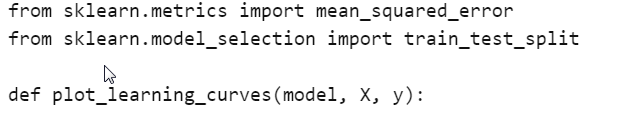 from sklearn.metrics import mean_squared_error
from sklearn.model_selection import train_test_split
def plot_learning_curves(model, X, y):